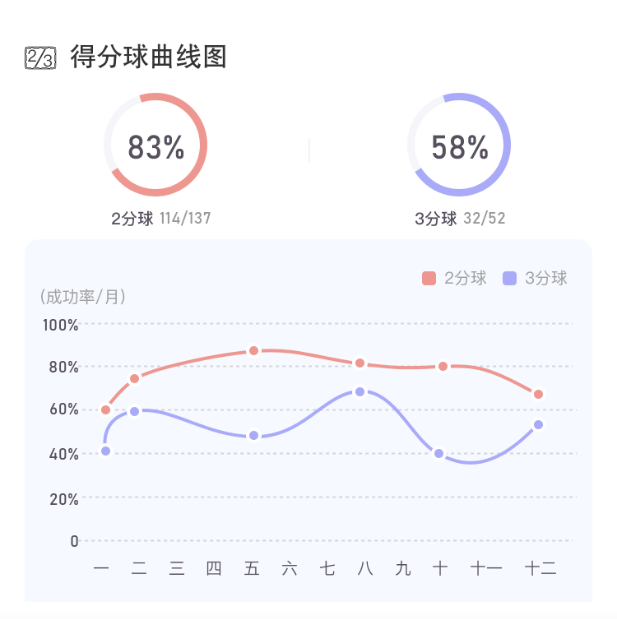 2/3 得分球曲线图
83%
58%
2分球 114/137
3分球 32/52
2分球 3分球
(成功率/月)
100%
80%
60%
40%
20%
0
一 二 三 四 五 六 七 八 九 十 十一 十二